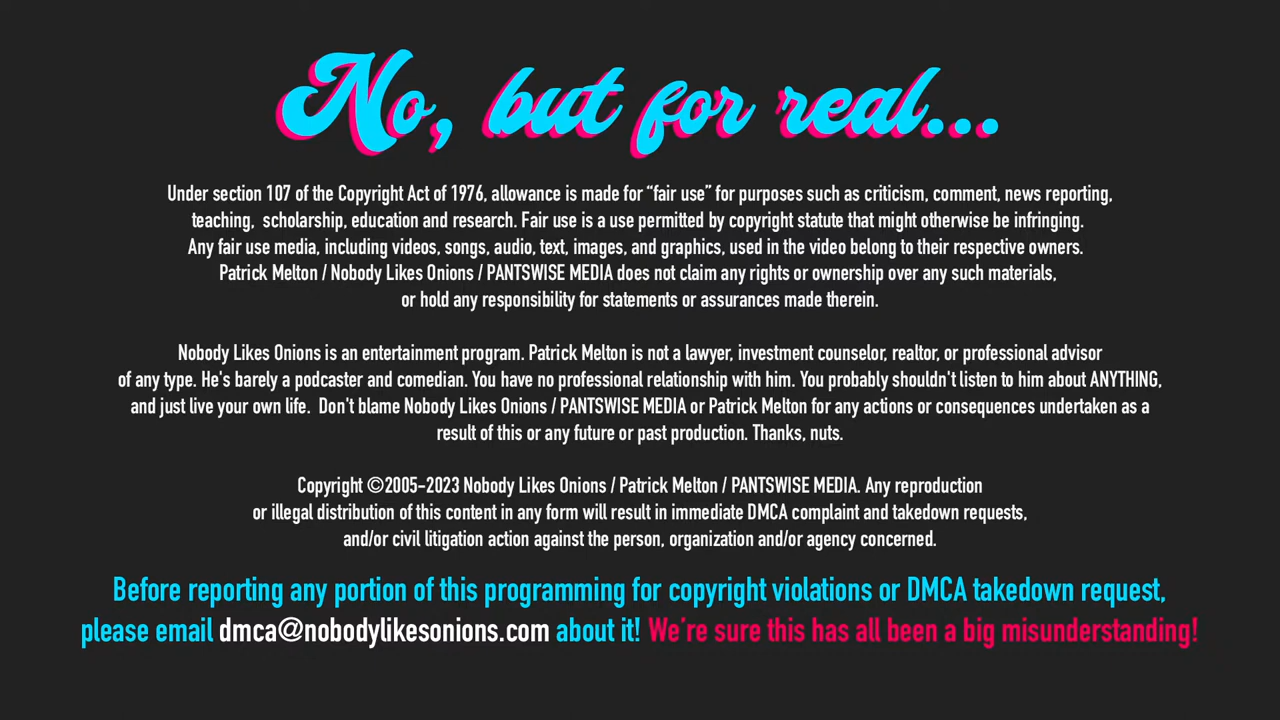 No, but for real...
Under section 107 of the Copyright Act of 1976, allowance is made for “fair use” for purposes such as criticism, comment, news reporting,
teaching,  scholarship, education and research. Fair use is a use permitted by copyright statute that might otherwise be infringing.
Any fair use media, including videos, songs, audio, text, images, and graphics, used in the video belong to their respective owners.
Patrick Melton / Nobody Likes Onions / PANTSWISE MEDIA does not claim any rights or ownership over any such materials,
or hold any responsibility for statements or assurances made therein.
Nobody Likes Onions is an entertainment program. Patrick Melton is not a lawyer, investment counselor, realtor, or professional advisor
of any type. He's barely a podcaster and comedian. You have no professional relationship with him. You probably shouldn't listen to him about ANYTHING,
and just live your own life.  Don't blame Nobody Likes Onions / PANTSWISE MEDIA or Patrick Melton for any actions or consequences undertaken as a
result of this or any future or past production. Thanks, nuts.
Copyright ©2005-2023 Nobody Likes Onions / Patrick Melton / PANTSWISE MEDIA. Any reproduction
or illegal distribution of this content in any form will result in immediate DMCA complaint and takedown requests,
and/or civil litigation action against the person, organization and/or agency concerned.
Before reporting any portion of this programming for copyright violations or DMCA takedown request,
please email dmca@nobodylikesonions.com about it! We're sure this has all been a big misunderstanding!